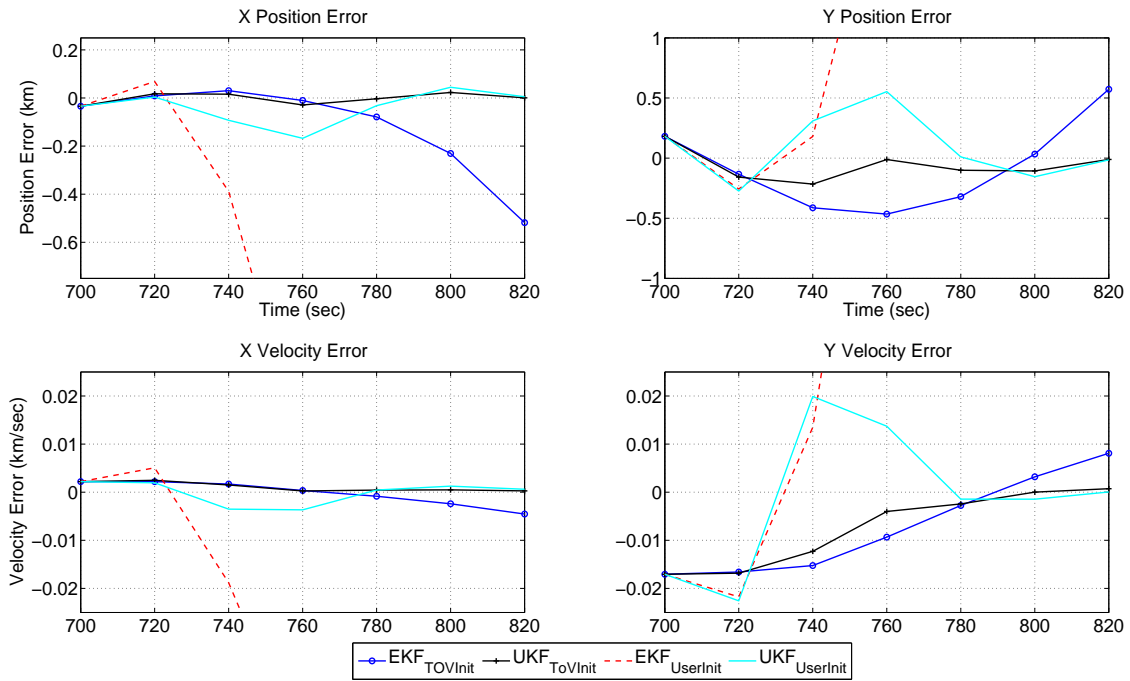 X Position Error
Y Position Error
Position Error (km)
0.2
0
−0.2
−0.4
−0.6
700 720 740 760 780 800 820
Time (sec)
1
0.5
0
−0.5
−1
700 720 740 760 780 800 820
Time (sec)
X Velocity Error
Y Velocity Error
Velocity Error (km/sec)
0.02
0.01
0
−0.01
−0.02
700 720 740 760 780 800 820
0.02
0.01
0
−0.01
−0.02
700 720 740 760 780 800 820
EKF_TOVInit UKF_ToVInit EKF_UserInit UKF_UserInit